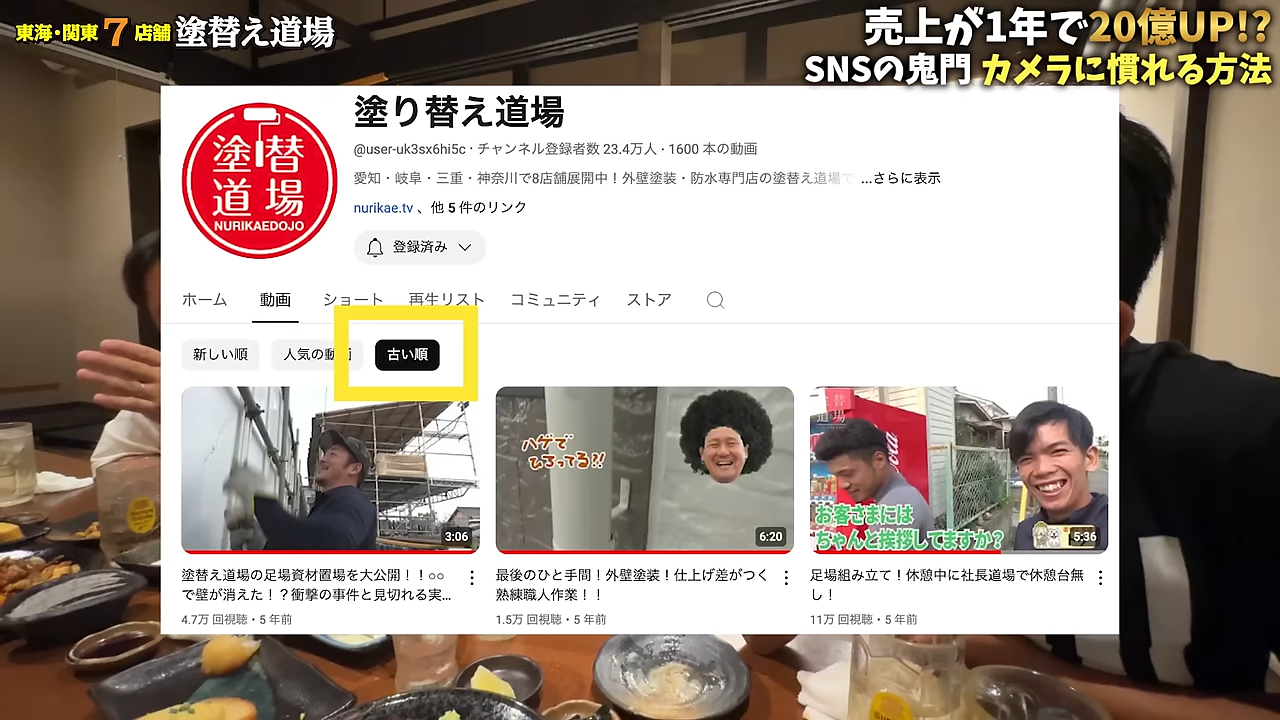 東海・関東7店舗 塗替え道場
売上が1年で20億UP!?
SNSの鬼門 カメラに慣れる方法
塗替
道場
NURIKAEDOJO
塗り替え道場
@user-uk3sx6hi5c・チャンネル登録者数 23.4万人・1600 本の動画
愛知・岐阜・三重・神奈川で8店舗展開中！外壁塗装・防水専門店の塗替え道場で ...さらに表示
nurikae.tv 、他 5 件のリンク
登録済み
ホーム 動画 ショート 再生リスト コミュニティ ストア
新しい順 人気の動画 古い順
ハゲで
ひろってる?!
お客さまには
ちゃんと挨拶してますか?
3:06
6:20
5:36
塗替え道場の足場資材置場を大公開！！○○
で壁が消えた！？衝撃の事件と見切れる実...
4.7万 回視聴・5 年前
最後のひと手間！外壁塗装！仕上げ差がつく
熟練職人作業！！
1.5万 回視聴・5 年前
足場組み立て！休憩中に社長道場で休憩台無
し！
11万 回視聴・5 年前